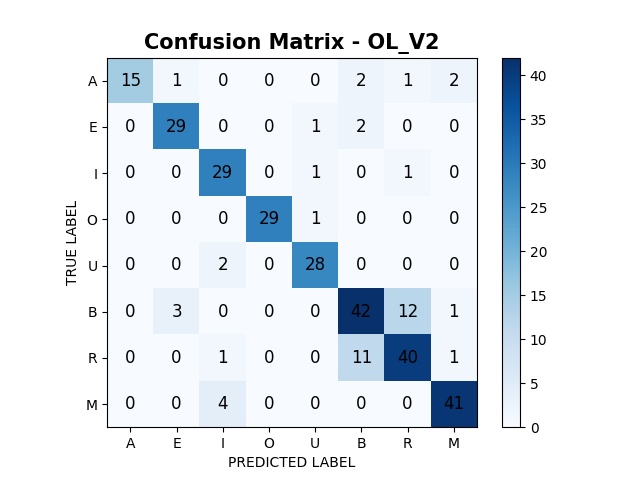 Confusion Matrix - OL_V2
TRUE LABEL
A 15 1 0 0 0 2 1 2
E 0 29 0 0 1 2 0 0
I 0 0 29 0 1 0 1 0
O 0 0 0 29 1 0 0 0
U 0 0 2 0 28 0 0 0
B 0 3 0 0 0 42 12 1
R 0 0 1 0 0 11 40 1
M 0 0 4 0 0 0 0 41
A E I O U B R M
PREDICTED LABEL
40
35
30
25
20
15
10
5
0